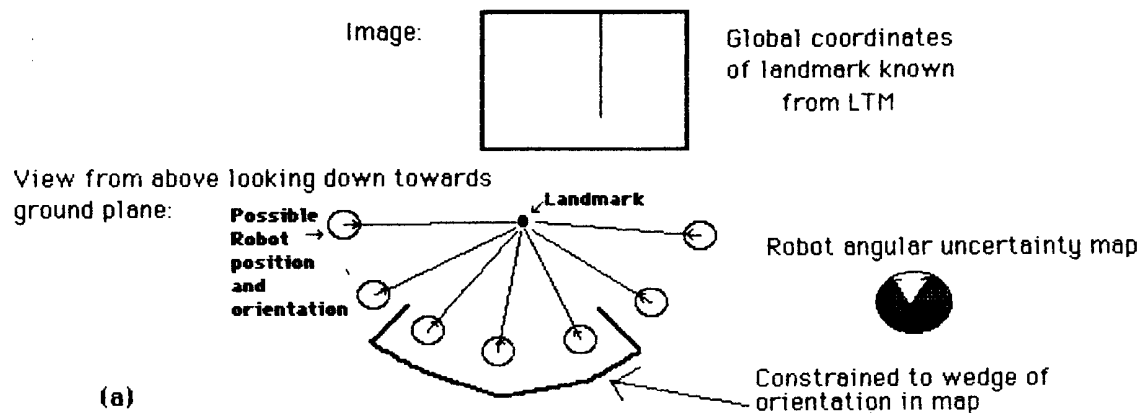 Image:
Global coordinates
of landmark known
from LTM
View from above looking down towards
ground plane:
Landmark
Possible
Robot
position
and
orientation
Robot angular uncertainty map
Constrained to wedge of
orientation in map
(a)